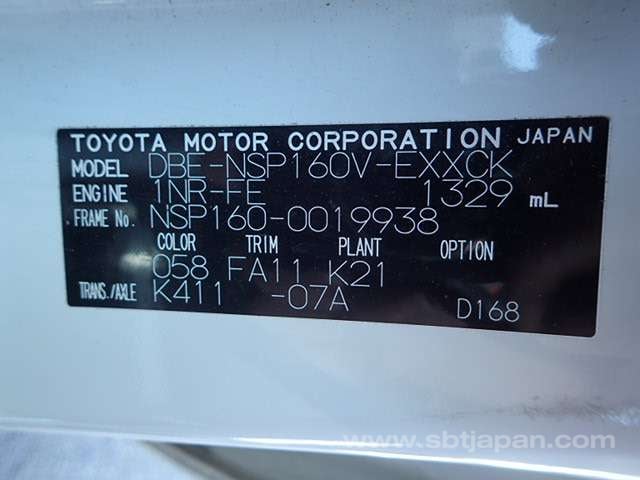 TOYOTA MOTOR CORPORATION JAPAN
MODEL DBE-NSP160V-EXXCK
ENGINE 1NR-FE 1329 mL
FRAME No. NSP160-0019938
COLOR TRIM PLANT OPTION
058 FA11 K21
TRANS./AXLE K411 -07A
D168
www.sbtjapan.com